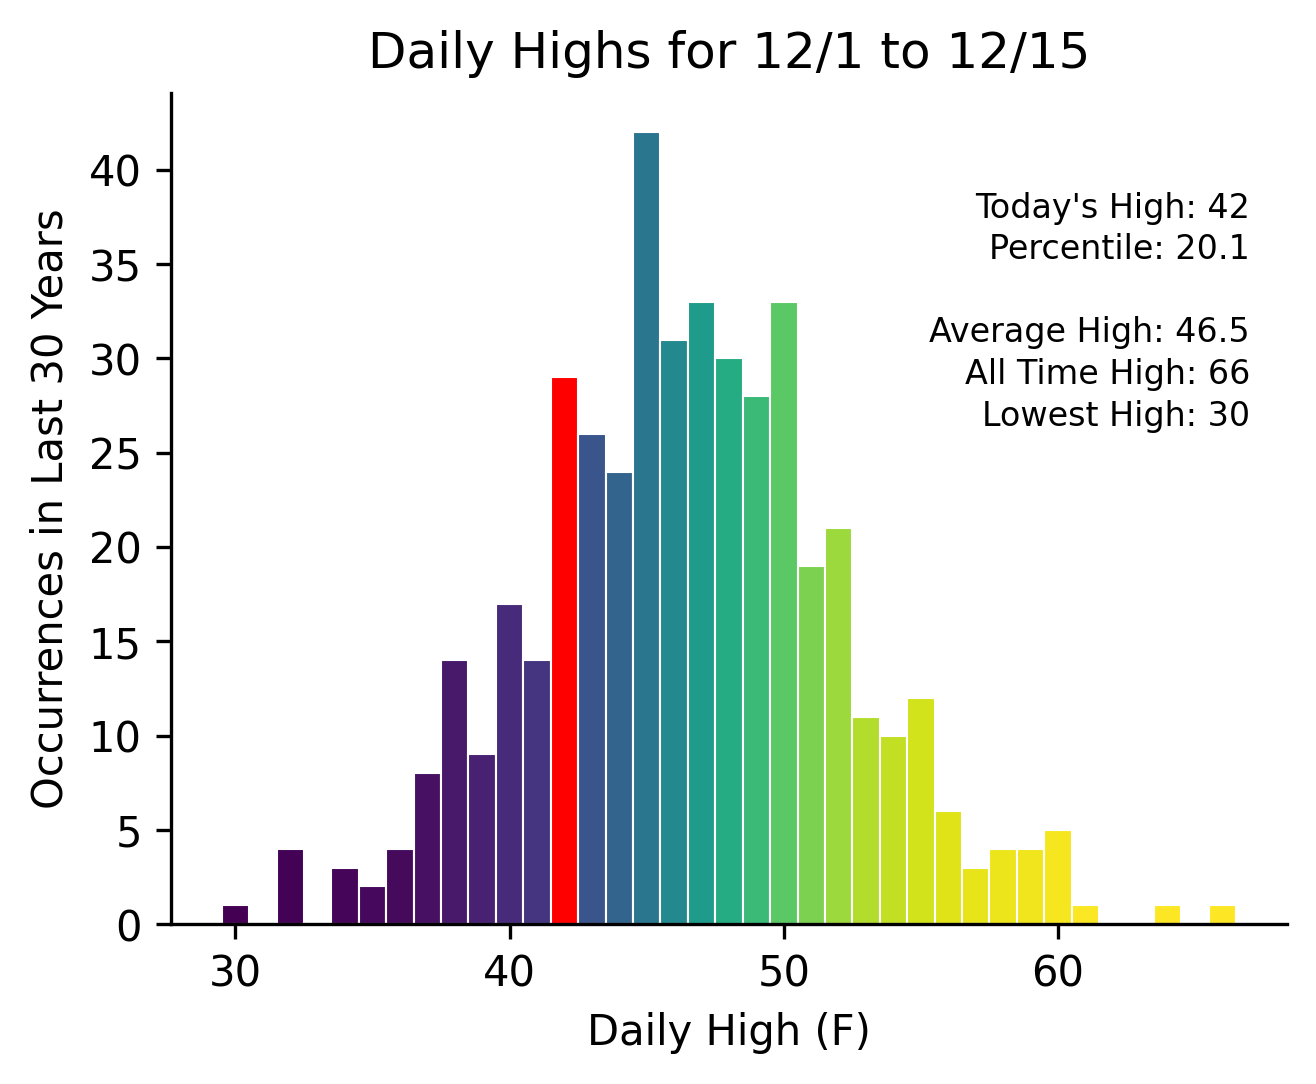 Daily Highs for 12/1 to 12/15
Today's High: 42
Percentile: 20.1
Average High: 46.5
All Time High: 66
Lowest High: 30
Occurrences in Last 30 Years
40
35
30
25
20
15
10
5
0
30 40 50 60
Daily High (F)